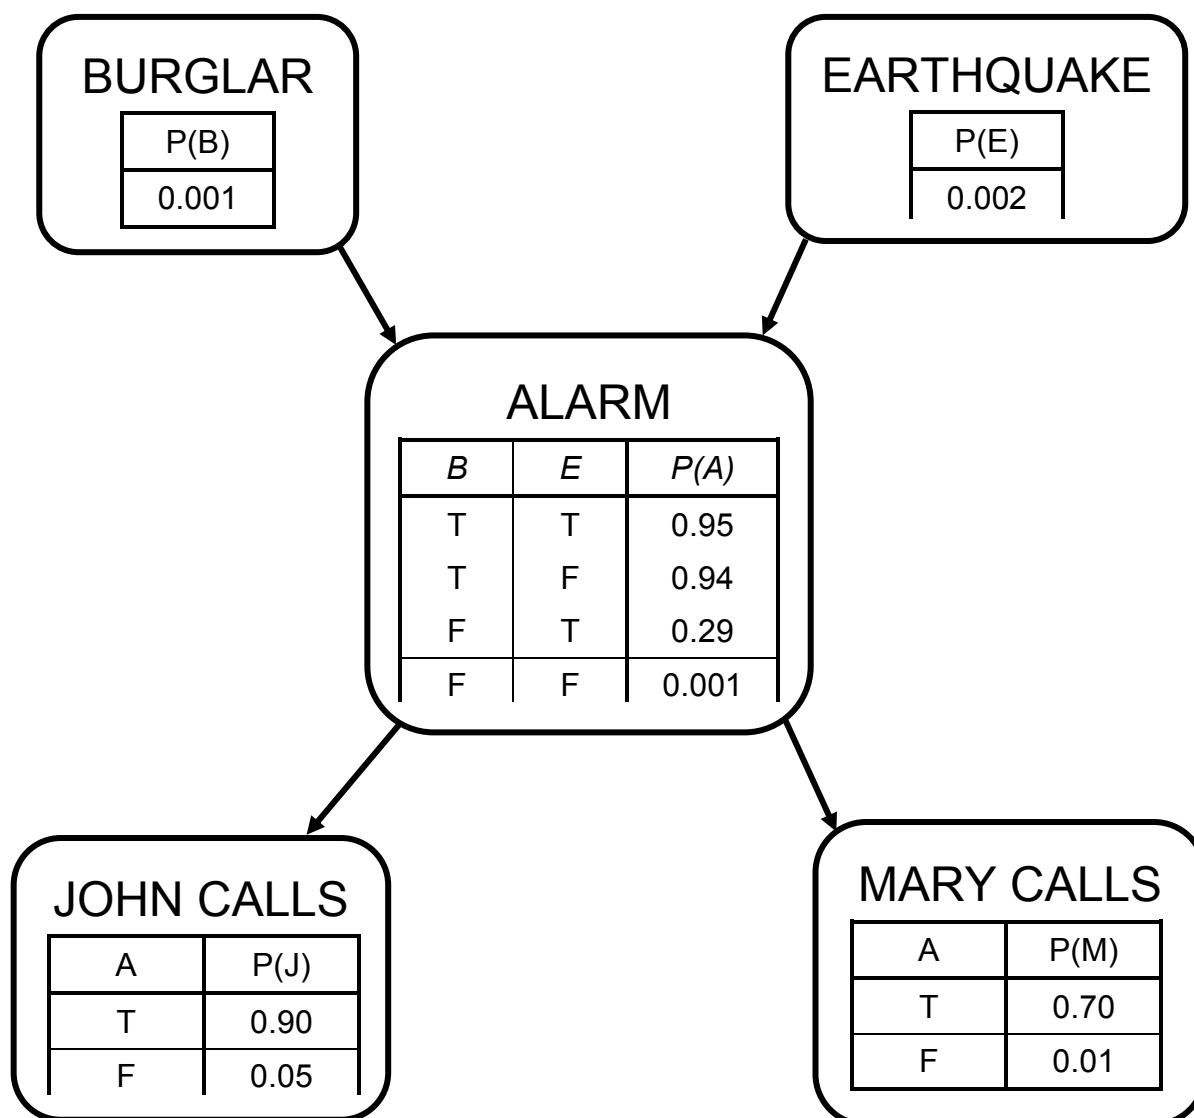 BURGLAR
P(B)
0.001
EARTHQUAKE
P(E)
0.002
ALARM
B E P(A)
T T 0.95
T F 0.94
F T 0.29
F F 0.001
JOHN CALLS
A P(J)
T 0.90
F 0.05
MARY CALLS
A P(M)
T 0.70
F 0.01